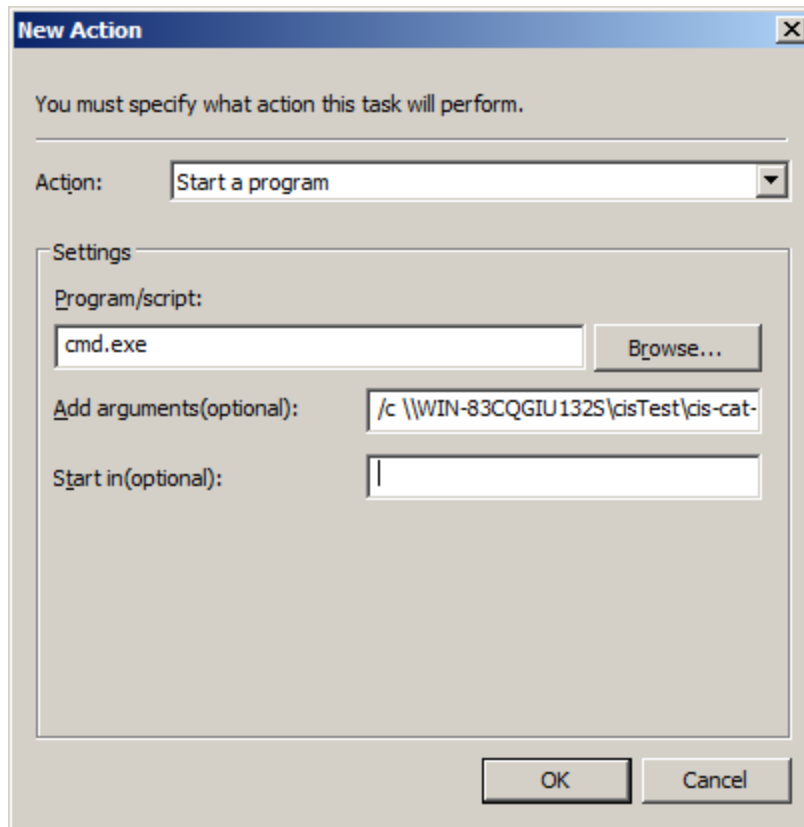 New Action
You must specify what action this task will perform.
Action: Start a program
Settings
Program/script:
cmd.exe Browse...
Add arguments(optional): /c \\WIN-83CQGIU132S\cisTest\cis-cat-
Start in(optional):
OK Cancel